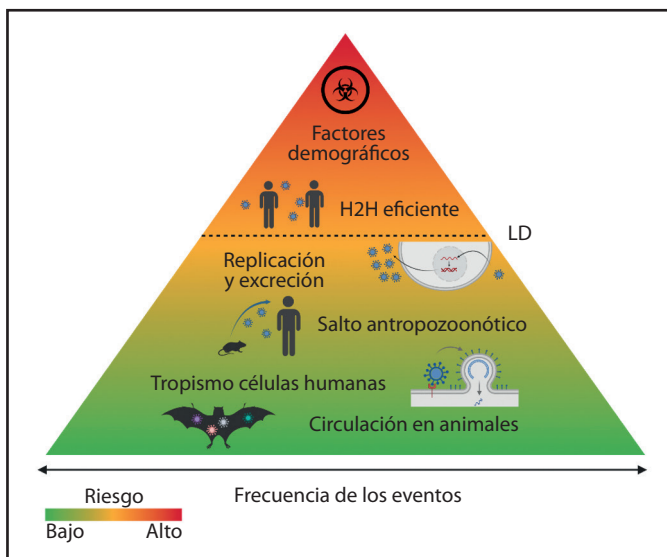 Factores
demográficos
H2H eficiente
LD
Replicación
y excreción
Salto antropozoonótico
Tropismo células humanas
Circulación en animales
Frecuencia de los eventos
Riesgo
Bajo Alto